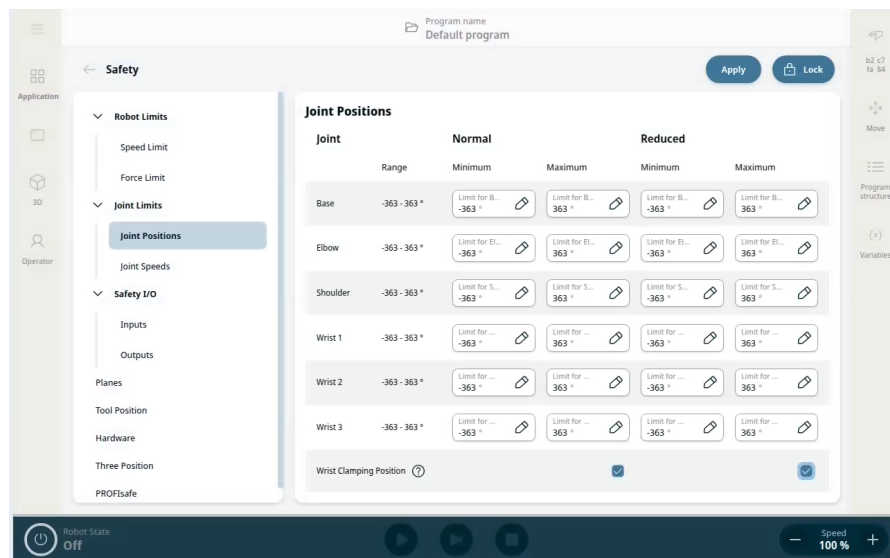 Program name
Default program
Safety
Apply
Lock
b2 c7
fa 64
Application
3D
Operator
Move
Program
structure
{x}
Variables
Robot Limits
Speed Limit
Force Limit
Joint Limits
Joint Positions
Joint Speeds
Safety I/O
Inputs
Outputs
Planes
Tool Position
Hardware
Three Position
PROFIsafe
Joint Positions
Joint Normal Reduced
Range Minimum Maximum Minimum Maximum
Limit for B... Limit for B... Limit for B... Limit for B...
Base -363 - 363 ° -363 ° 363 ° -363 ° 363 °
Limit for El... Limit for El... Limit for El... Limit for El...
Elbow -363 - 363 ° -363 ° 363 ° -363 ° 363 °
Limit for S... Limit for S... Limit for S... Limit for S...
Shoulder -363 - 363 ° -363 ° 363 ° -363 ° 363 °
Limit for ... Limit for ... Limit for ... Limit for ...
Wrist 1 -363 - 363 ° -363 ° 363 ° -363 ° 363 °
Limit for ... Limit for ... Limit for ... Limit for ...
Wrist 2 -363 - 363 ° -363 ° 363 ° -363 ° 363 °
Limit for ... Limit for ... Limit for ... Limit for ...
Wrist 3 -363 - 363 ° -363 ° 363 ° -363 ° 363 °
Wrist Clamping Position ?
Robot State
Off
Speed
− 100 % +